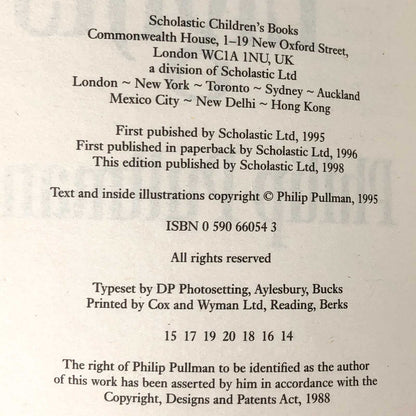 Scholastic Children's Books
Commonwealth House, 1–19 New Oxford Street,
London WC1A 1NU, UK
a division of Scholastic Ltd
London ~ New York ~ Toronto ~ Sydney ~ Auckland
Mexico City ~ New Delhi ~ Hong Kong
First pubished by Scholastic Ltd, 1995
First published in paperback by Scholastic Ltd, 1996
This edition published by Scholastic Ltd, 1998
Text and inside illustrations copyright © Philip Pullman, 1995
ISBN 0 590 66054 3
All rights reserved
Typeset by DP Photosetting, Aylesbury, Bucks
Printed by Cox and Wyman Ltd, Reading, Berks
15 17 19 20 18 16 14
The right of Philip Pullman to be identified as the author
of this work has been asserted by him in accordance with the
Copyright, Designs and Patents Act, 1988